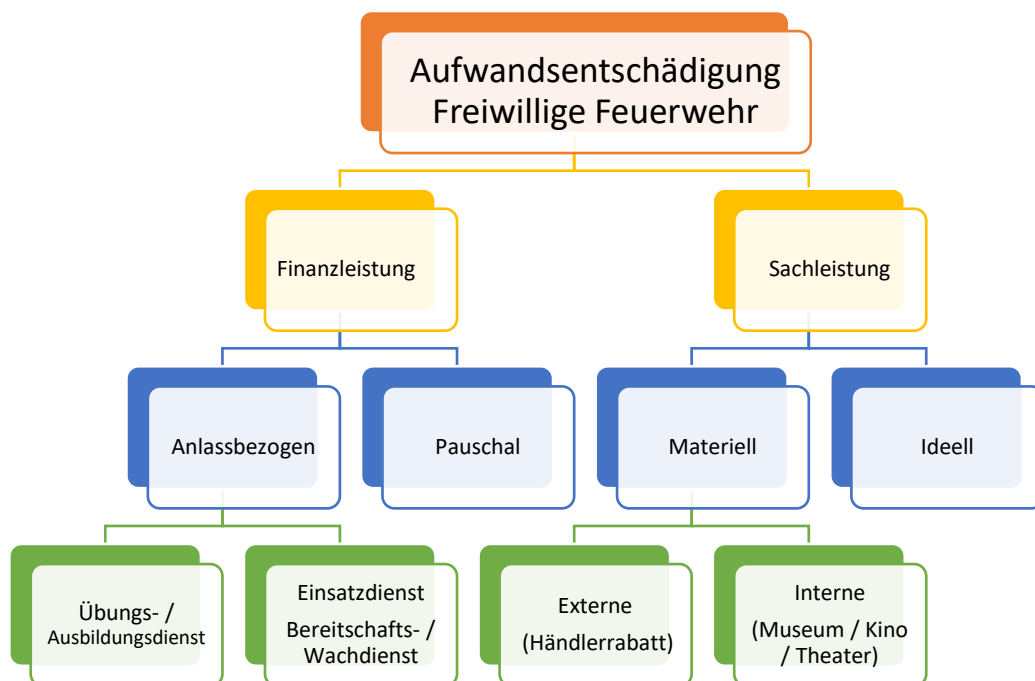 Aufwandsentschädigung
Freiwillige Feuerwehr
Finanzleistung
Sachleistung
Anlassbezogen
Pauschal
Materiell
Ideell
Übungs- /
Ausbildungsdienst
Einsatzdienst
Bereitschafts- /
Wachdienst
Externe
(Händlerrabatt)
Interne
(Museum / Kino
/ Theater)